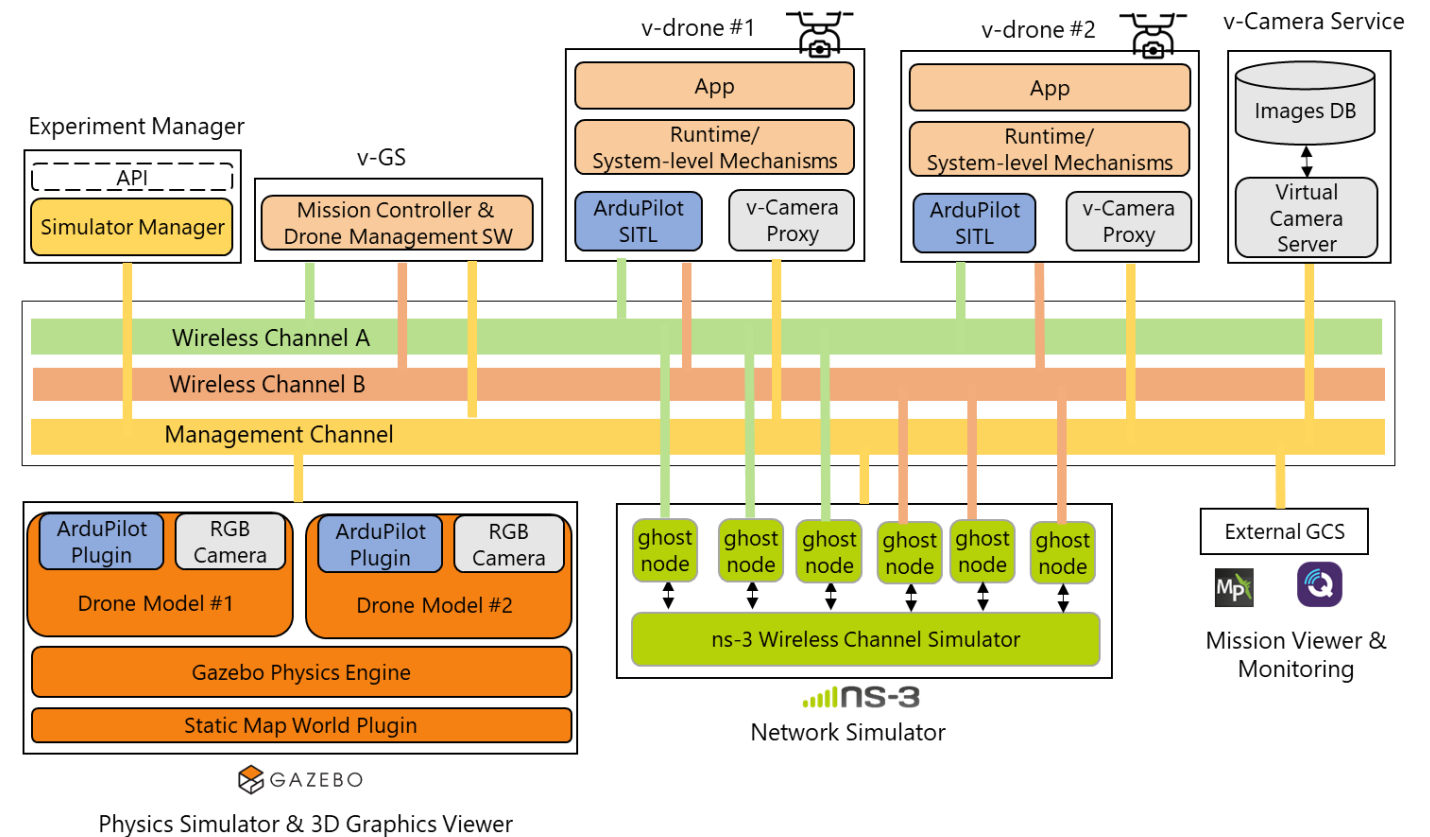 v-drone #1
v-drone #2
v-Camera Service
App
App
Images DB
Experiment Manager
Runtime/
System-level Mechanisms
Runtime/
System-level Mechanisms
v-GS
API
Simulator Manager
Mission Controller &
Drone Management SW
ArduPilot
SITL
v-Camera
Proxy
ArduPilot
SITL
v-Camera
Proxy
Virtual
Camera
Server
Wireless Channel A
Wireless Channel B
Management Channel
ArduPilot
Plugin
RGB
Camera
Drone Model #1
ArduPilot
Plugin
RGB
Camera
Drone Model #2
Gazebo Physics Engine
Static Map World Plugin
GAZEBO
Physics Simulator & 3D Graphics Viewer
ghost
node
ghost
node
ghost
node
ghost
node
ghost
node
ghost
node
ns-3 Wireless Channel Simulator
ns-3
Network Simulator
External GCS
MP
Mission Viewer &
Monitoring